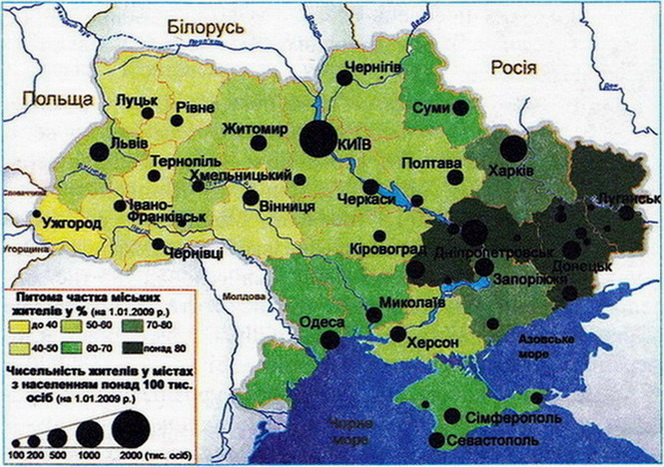 Білорусь
Росія
Польща
Чернігів
Луцьк
Рівне
Суми
Житомир
КИЇВ
Львів
Тернопіль
Хмельницький
Полтава
Харків
Івано-
Франківськ
Вінниця
Черкаси
Луганськ
Ужгород
Чернівці
Кіровоград
Дніпропетровськ
Донецьк
Запоріжжя
Угорщина
Молдова
Миколаїв
Одеса
Херсон
Азовське
море
Чорне
море
Сімферополь
Севастополь
Питома частка міських
жителів у % (на 1.01.2009 р.)
до 40 50-60 70-80
40-50 60-70 понад 80
Чисельність жителів у містах
з населенням понад 100 тис.
осіб (на 1.01.2009 р.)
100 200 500 1000 2000 (тис. осіб)